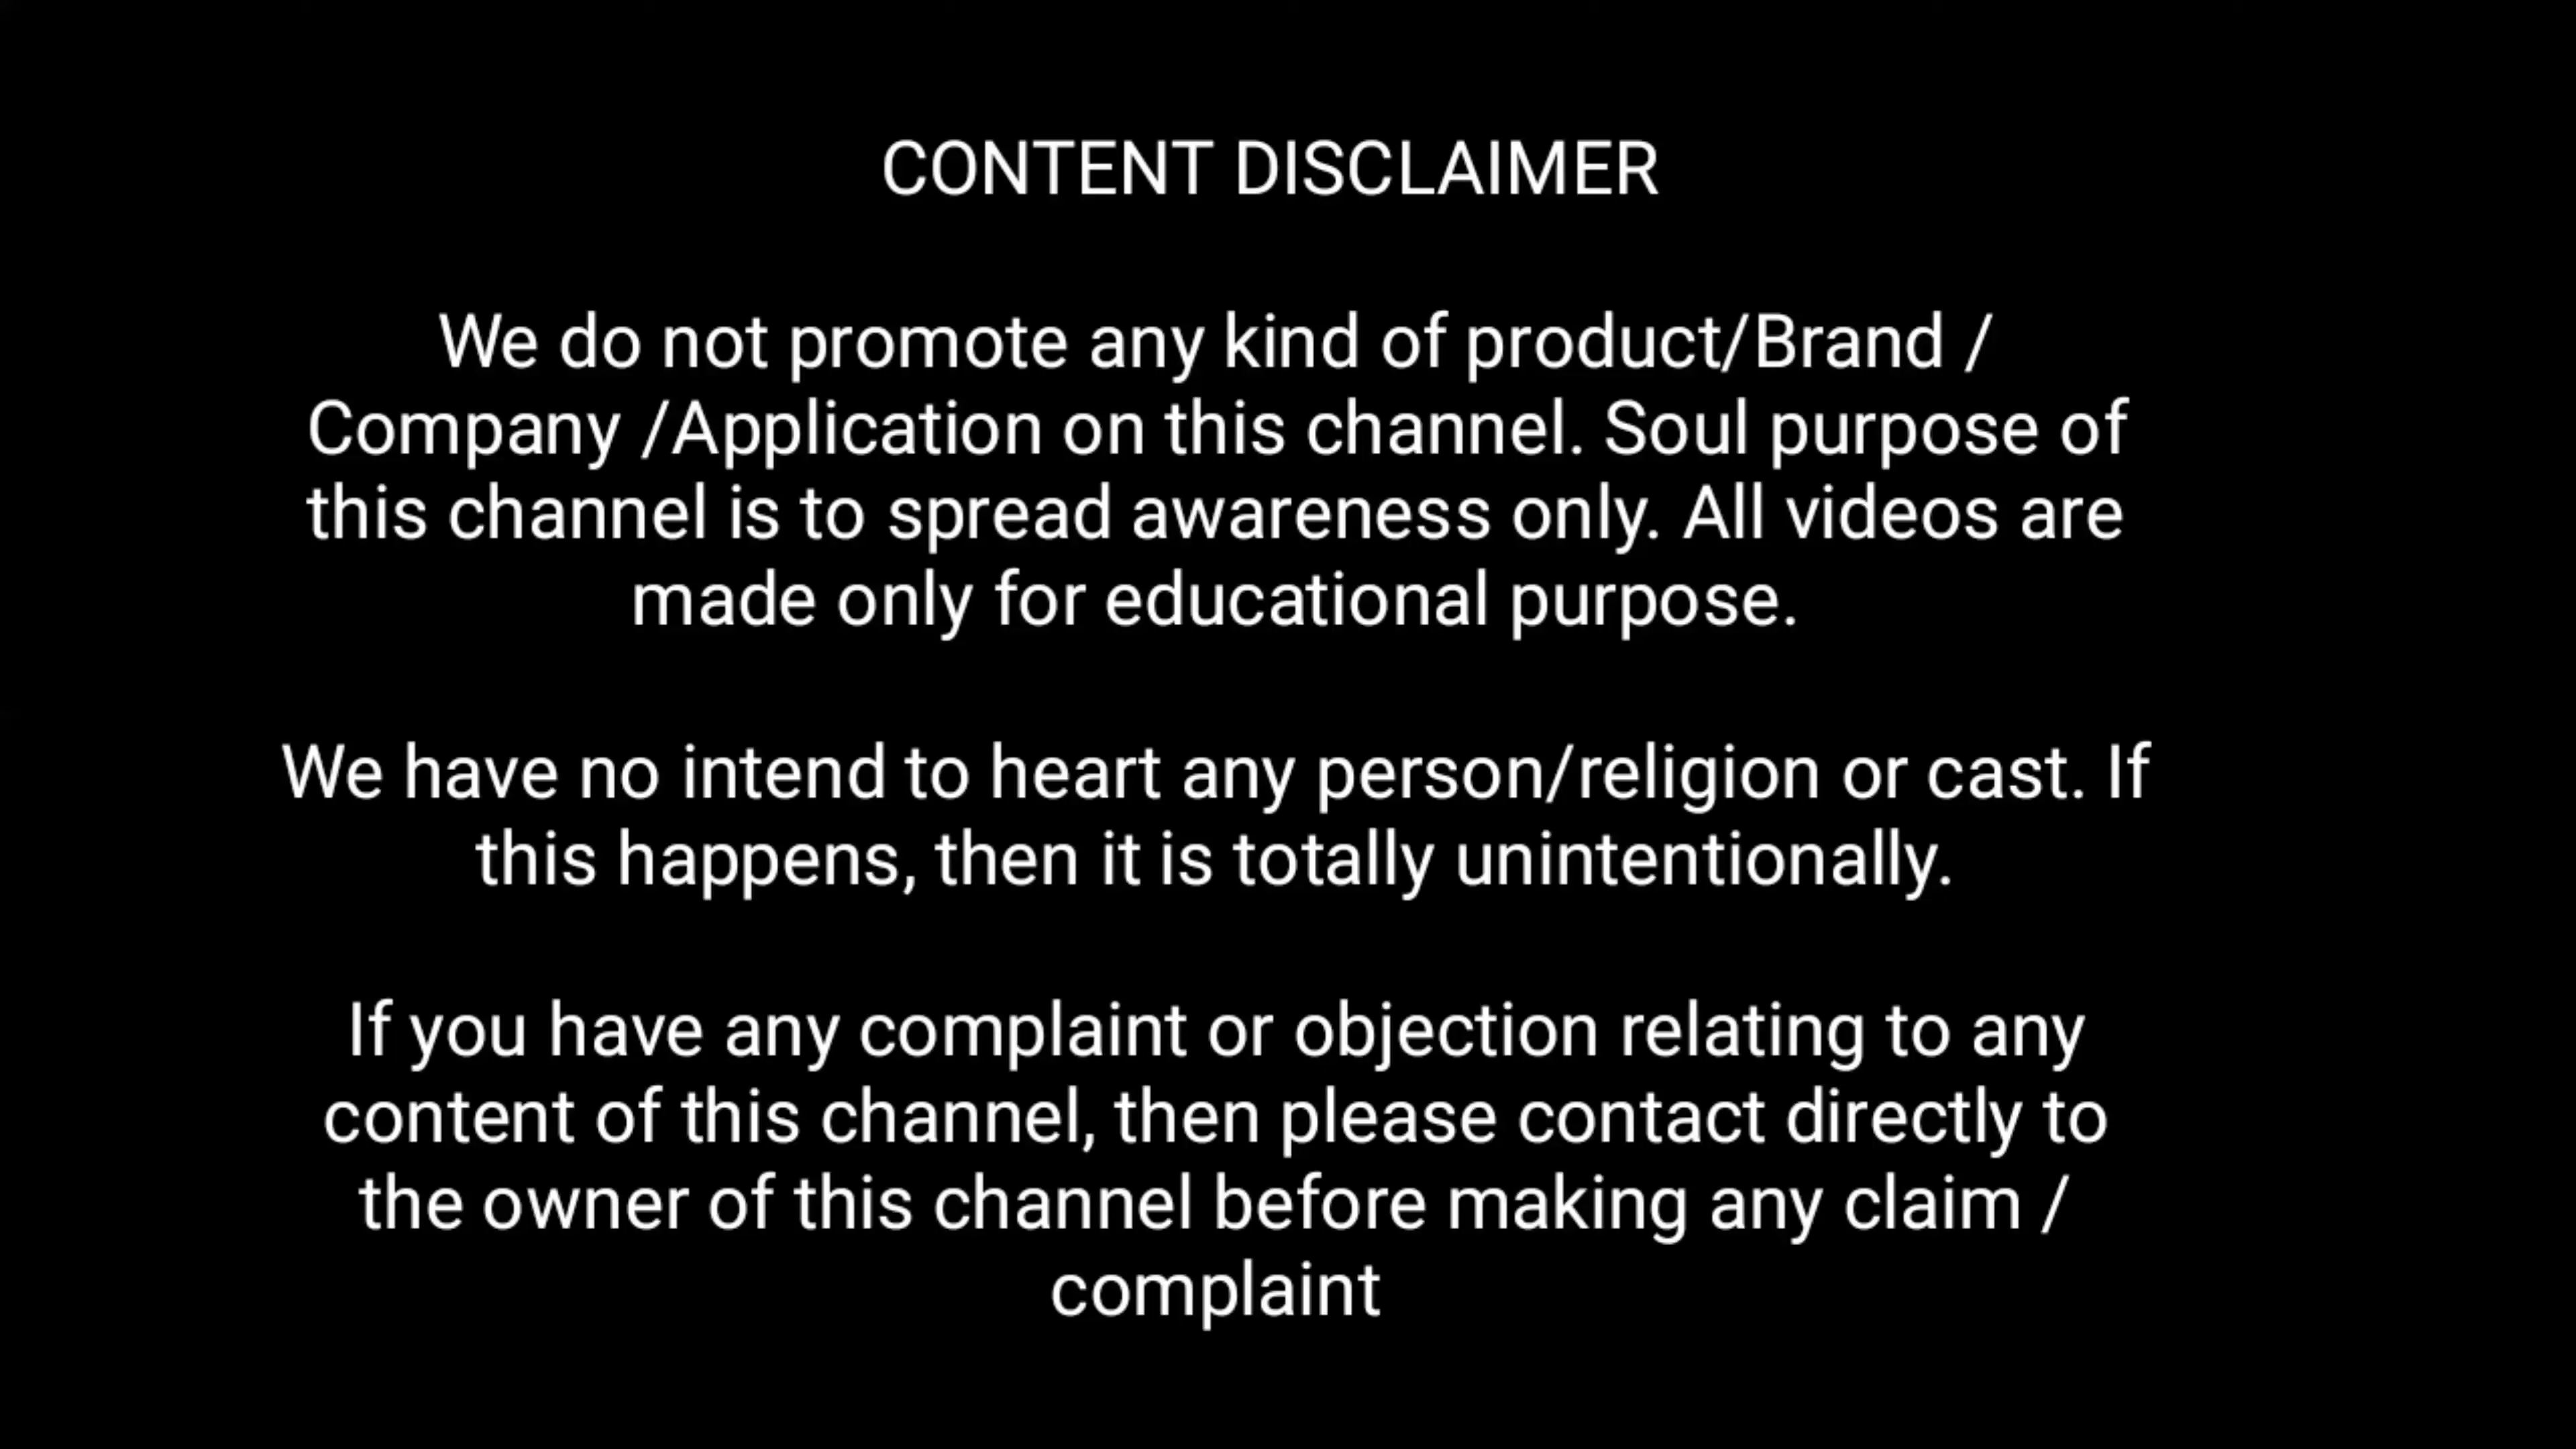 CONTENT DISCLAIMER
We do not promote any kind of product/Brand /
Company /Application on this channel. Soul purpose of
this channel is to spread awareness only. All videos are
made only for educational purpose.
We have no intend to heart any person/religion or cast. If
this happens, then it is totally unintentionally.
If you have any complaint or objection relating to any
content of this channel, then please contact directly to
the owner of this channel before making any claim /
complaint